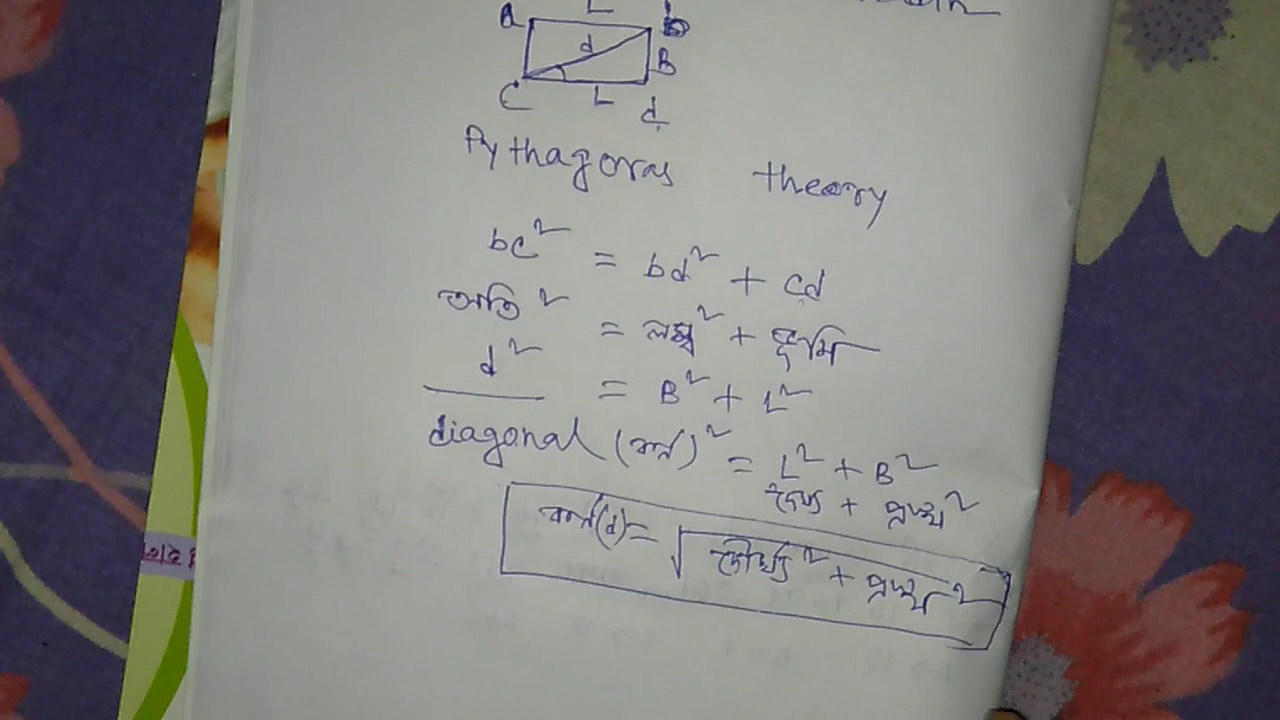 L
a b
d B
C L d
Pythagoras theory
bc² = bd² + cd
অতি ² = লম্ব² + ভূমি
d² = B² + L²
diagonal (কর্ন)² = L² + B²
দৈর্ঘ্য + প্রস্থ²
কর্ন(d) = √দৈর্ঘ্য² + প্রস্থ²